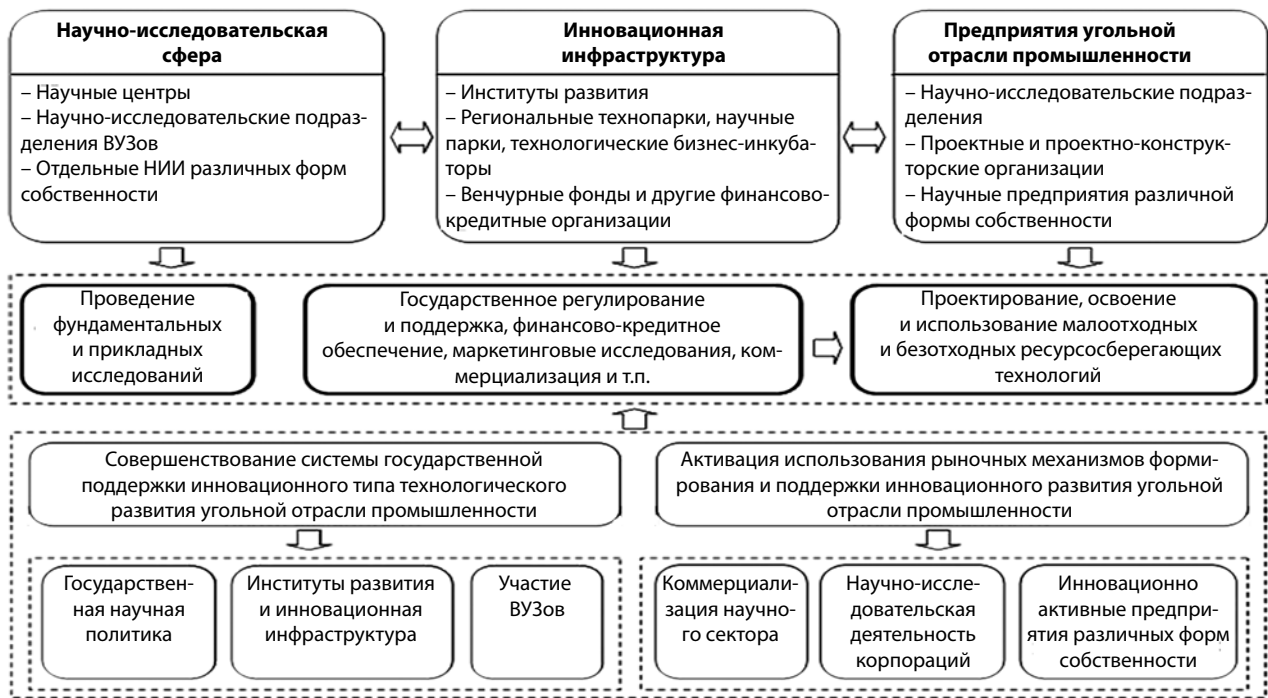 Научно-исследовательская
сфера
– Научные центры
– Научно-исследовательские подраз-
деления ВУЗов
– Отдельные НИИ различных форм
собственности
Инновационная
инфраструктура
– Институты развития
– Региональные технопарки, научные
парки, технологические бизнес-инкуба-
торы
– Венчурные фонды и другие финансово-
кредитные организации
Предприятия угольной
отрасли промышленности
– Научно-исследовательские подраз-
деления
– Проектные и проектно-конструк-
торские организации
– Научные предприятия различной
формы собственности
Проведение
фундаментальных
и прикладных
исследований
Государственное регулирование
и поддержка, финансово-кредитное
обеспечение, маркетинговые исследования, ком-
мерциализация и т.п.
Проектирование, освоение
и использование малоотходных
и безотходных ресурсосберегающих
технологий
Совершенствование системы государственной
поддержки инновационного типа технологического
развития угольной отрасли промышленности
Активация использования рыночных механизмов форми-
рования и поддержки инновационного развития угольной
отрасли промышленности
Государствен-
ная научная
политика
Институты развития
и инновационная
инфраструктура
Участие
ВУЗов
Коммерциали-
зация научно-
го сектора
Научно-иссле-
довательская
деятельность
корпораций
Инновационно
активные предпри-
ятия различных форм
собственности